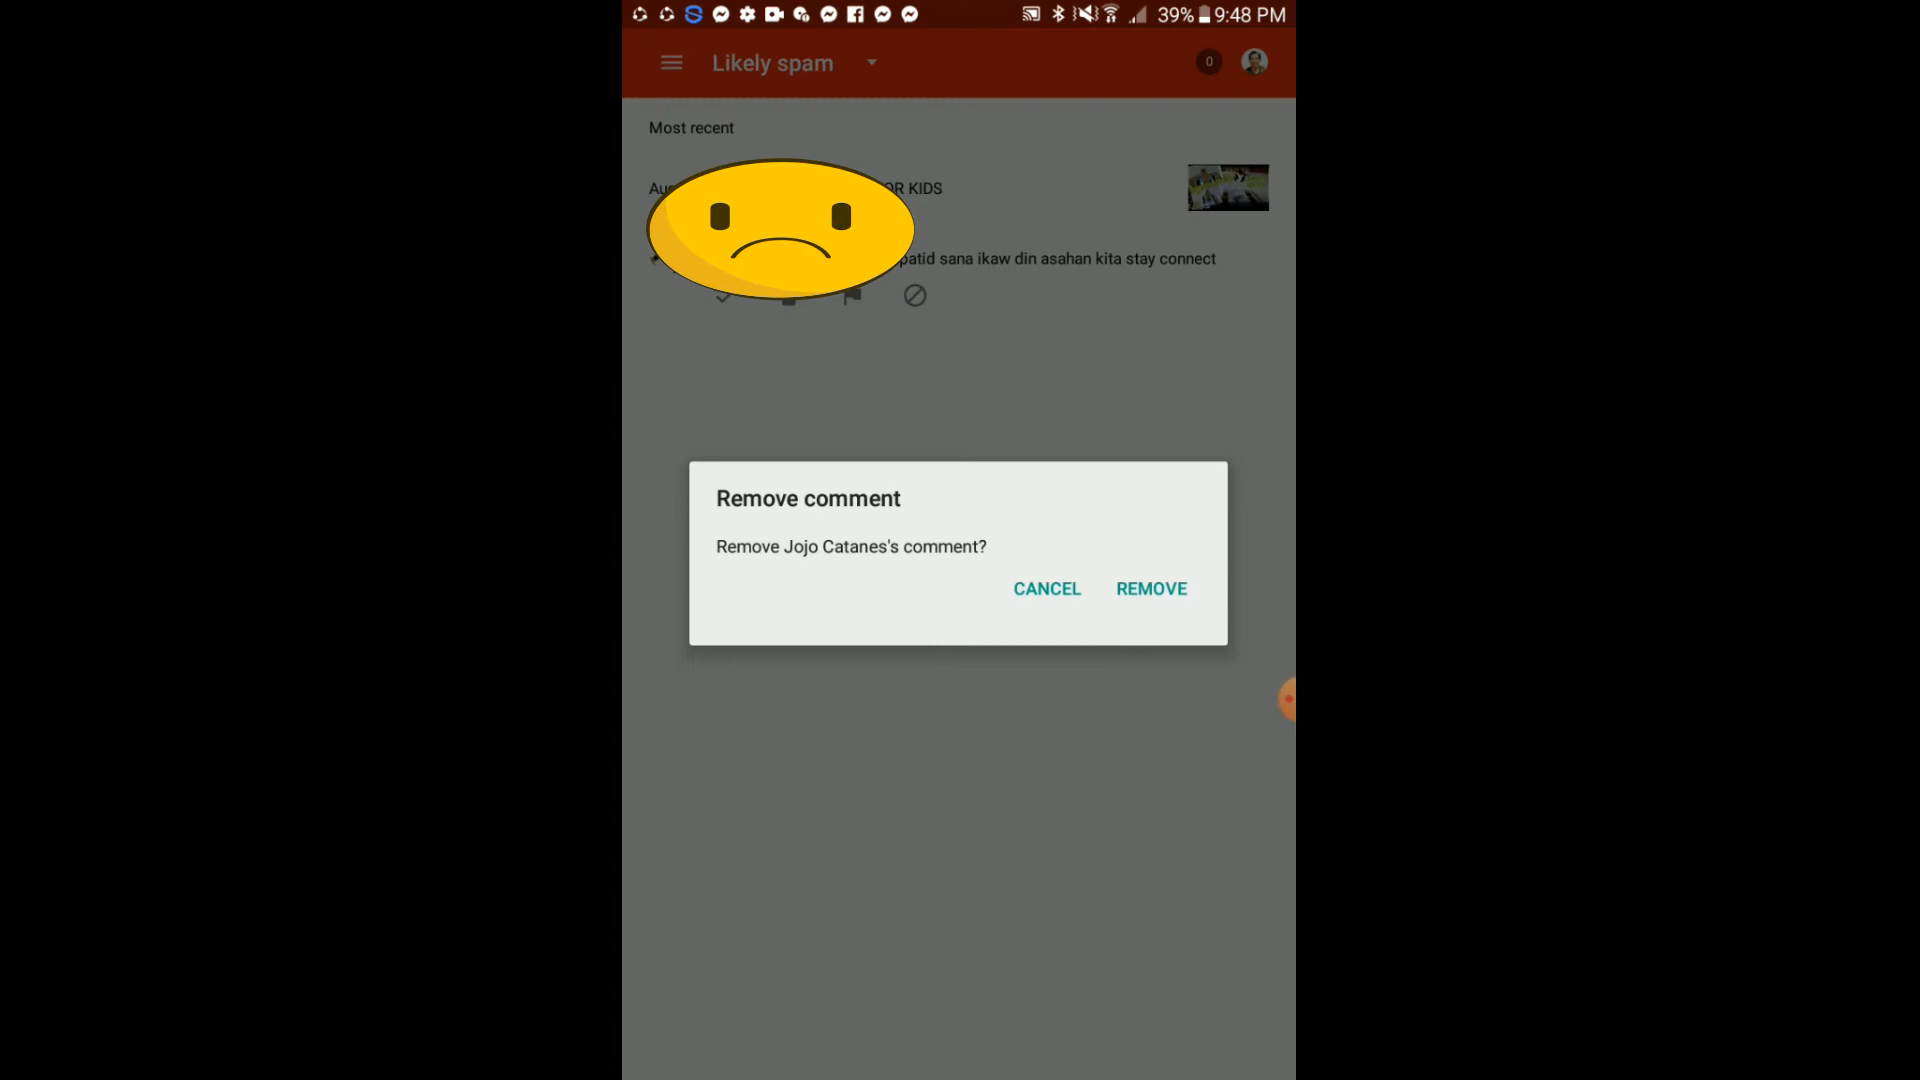 39% 9:48 PM
Likely spam
0
Most recent
OR KIDS
patid sana ikaw din asahan kita stay connect
Remove comment
Remove Jojo Catanes's comment?
CANCEL REMOVE